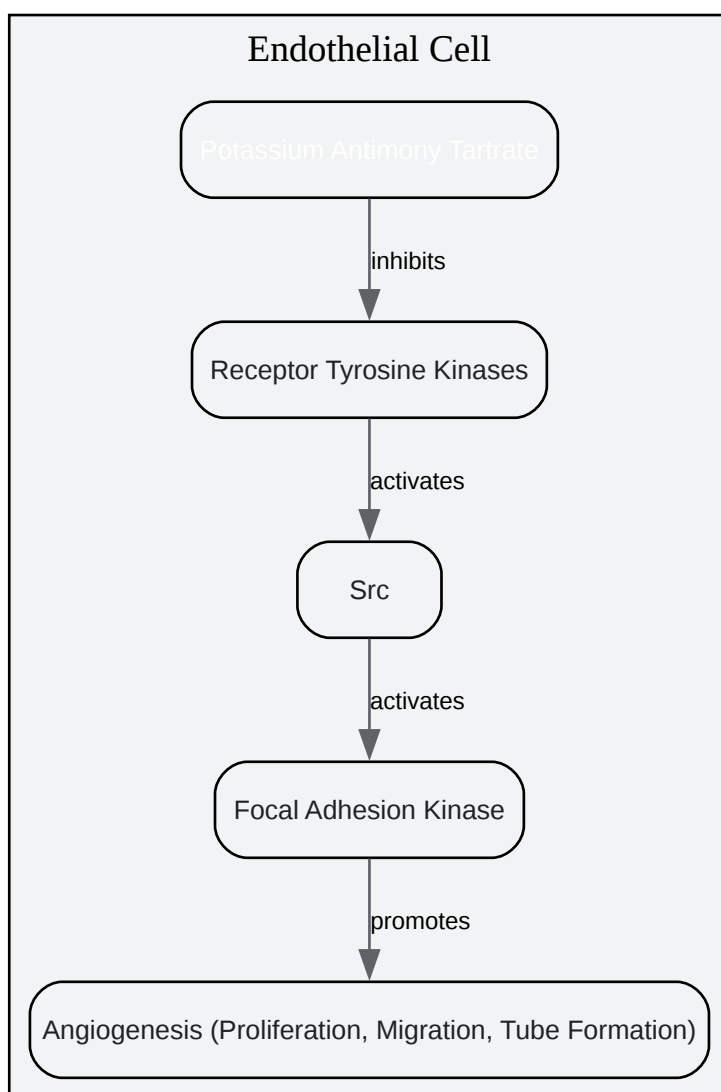 Endothelial Cell
Potassium Antimony Tartrate
inhibits
Receptor Tyrosine Kinases
activates
Src
activates
Focal Adhesion Kinase
promotes
Angiogenesis (Proliferation, Migration, Tube Formation)